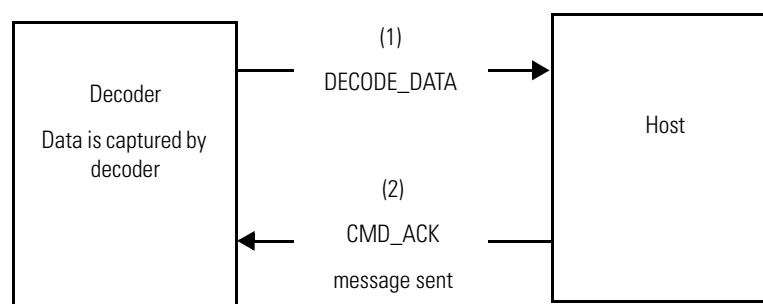 Decoder
Data is captured by
decoder
(1)
DECODE_DATA
(2)
CMD_ACK
message sent
Host